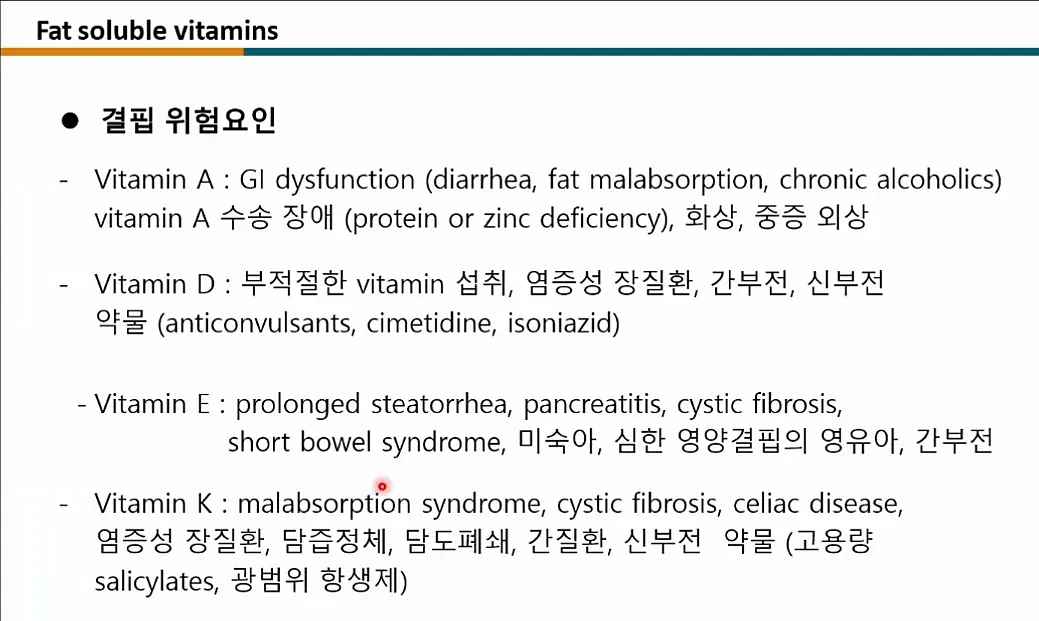 Fat soluble vitamins
● 결핍 위험요인
- Vitamin A : GI dysfunction (diarrhea, fat malabsorption, chronic alcoholics)
vitamin A 수송 장애 (protein or zinc deficiency), 화상, 중증 외상
- Vitamin D : 부적절한 vitamin 섭취, 염증성 장질환, 간부전, 신부전
약물 (anticonvulsants, cimetidine, isoniazid)
- Vitamin E : prolonged steatorrhea, pancreatitis, cystic fibrosis,
short bowel syndrome, 미숙아, 심한 영양결핍의 영유아, 간부전
- Vitamin K : malabsorption syndrome, cystic fibrosis, celiac disease,
염증성 장질환, 담즙정체, 담도폐쇄, 간질환, 신부전 약물 (고용량
salicylates, 광범위 항생제)